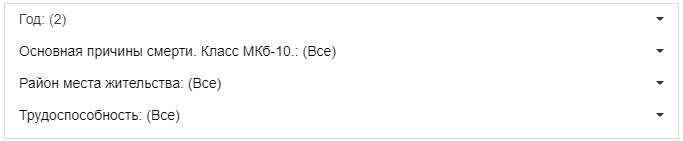 Год: (2)
Основная причины смерти. Класс МКб-10.: (Все)
Район места жительства: (Все)
Трудоспособность: (Все)